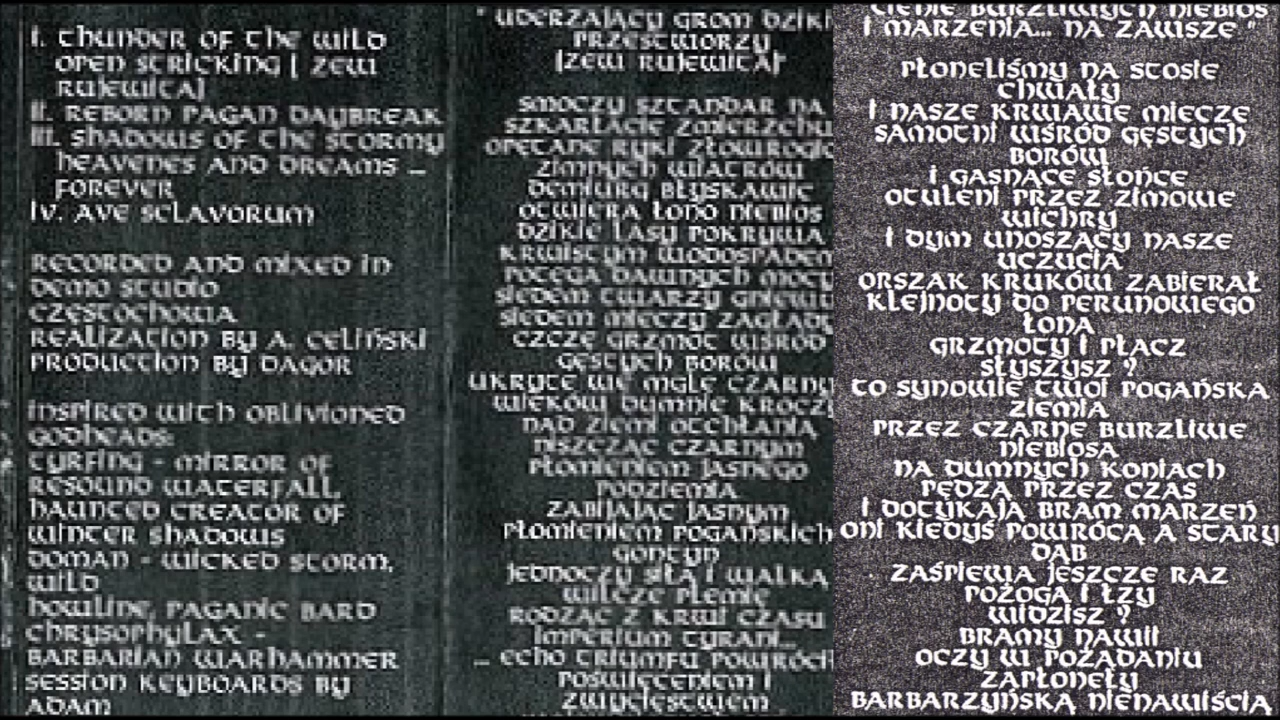 I. THUNDER OF THE WILD
OPEN STRICKING [ ZEW
RUJEWITA]
II. REBORN PAGAN DAYBREAK
III. SHADOWS OF THE STORMY
HEAVENES AND DREAMS ...
FOREVER
IV. AVE SCLAVORUM
RECORDED AND MIXED IN
DEMO STUDIO
CZĘSTOCHOWA
REALIZATION BY A. CELIŃSKI
PRODUCTION BY DAGOR
INSPIRED WITH OBLIVIONED
GODHEADS:
TYRFING - MIRROR OF
RESOUND WATERFALL,
HAUNTED CREATOR OF
WINTER SHADOWS
DOMAN - WICKED STORM,
WILD
HOWLING, PAGANIC BARD
CHRYSOPHYLAX -
BARBARIAN WARHAMMER
SESSION KEYBOARDS BY
ADAM
" UDERZAJĄCY GROM DZIKI
PRZESTWORZY
[ZEW RUJEWITA]"
SMOCZY SZTANDAR NA
SZKARŁACIE ZMIERZCHU
OPĘTANE RYKI ZŁOWROGIC
ZIMNYCH WIATRÓW
DEMIURG BŁYSKAWIC
OTWIERA ŁONO NIEBIOS
DZIKIE LASY POKRYWA
KRWISTYM WODOSPADEM
POTĘGA DAWNYCH MOCY
SIEDEM TWARZY GNIEWU
SIEDEM MIECZY ZAGŁADY
CZCZĘ GRZMOT WŚRÓD
GĘSTYCH BORÓW
UKRYTE WE MGLE CZARNY
WIEKÓW DUMNIE KROCZY
NAD ZIEMI OTCHŁANIĄ
NISZCZĄC CZARNYM
PŁOMIENIEM JASNEGO
PODZIEMIA
ZABIJAJĄC JASNYM
PŁOMIENIEM POGAŃSKICH
GONTYN
JEDNOCZY SIŁĄ I WALKĄ
WILCZE PLEMIĘ
RODZĄC Z KRWI CZASU
IMPERIUM TYRANI...
... ECHO TRIUMFU POWRÓCI
POŚWIĘCENIEM I
ZWYCIĘSTWEM
CIENIE BURZLIWYCH NIEBIOS
I MARZENIA... NA ZAWSZE "
PŁONELIŚMY NA STOSIE
CHWAŁY
I NASZE KRWAWIE MIECZE
SAMOTNI WŚRÓD GĘSTYCH
BORÓW
I GASNĄCE SŁOŃCE
OTULENI PRZEZ ZIMOWE
WICHRY
I DYM UNOSZĄCY NASZE
UCZUCIA
ORSZAK KRUKÓW ZABIERAŁ
KLEJNOTY DO PERUNOWEGO
ŁONA
GRZMOTY I PŁACZ
SŁYSZYSZ ?
TO SYNOWIE TWOI POGAŃSKA
ZIEMIA
PRZEZ CZARNE BURZLIWE
NIEBIOSA
NA DUMNYCH KONIACH
PĘDZĄ PRZEZ CZAS
I DOTYKAJĄ BRAM MARZEŃ
ONI KIEDYŚ POWRÓCĄ A STARY
DĄB
ZAŚPIEWA JESZCZE RAZ
POŻOGA I ŁZY
WIDZISZ ?
BRAMY NAWII
OCZY W POŻĄDANIU
ZAPŁONEŁY
BARBARZYŃSKĄ NIENAWIŚCIĄ